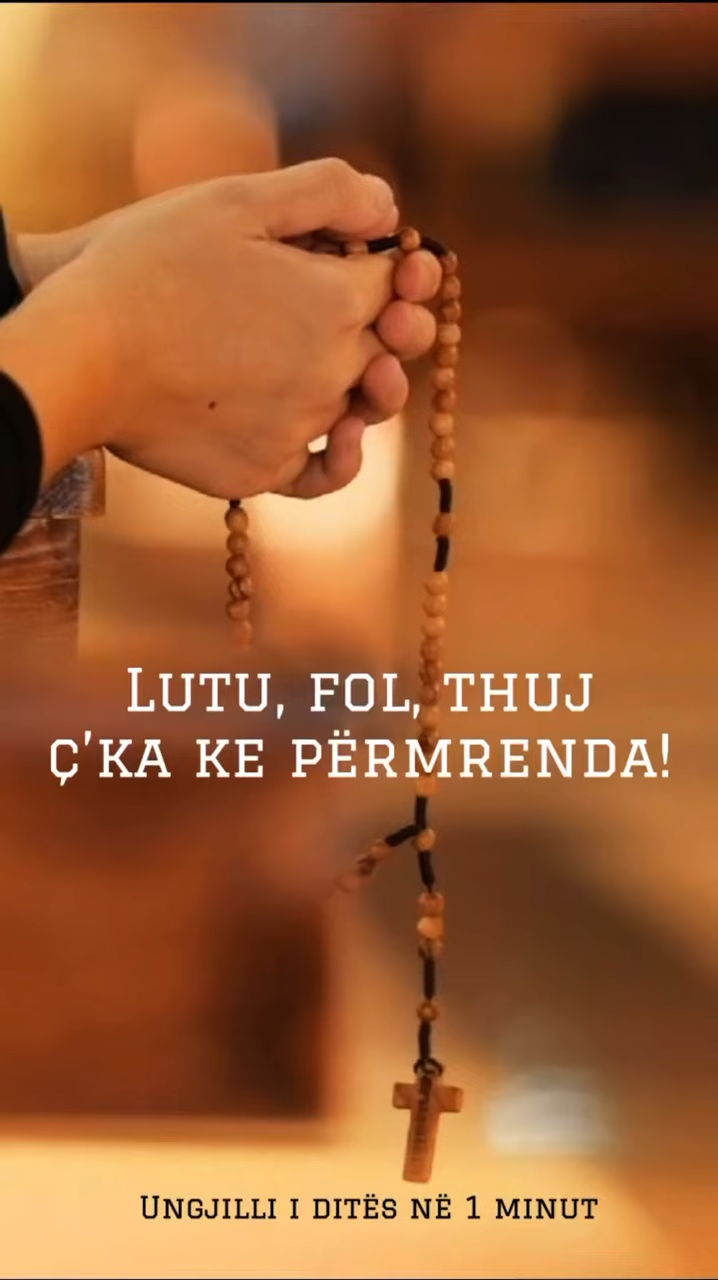 Lutu, fol, thuj
ç'ka ke përmrenda!
Ungjilli i ditës në 1 minut